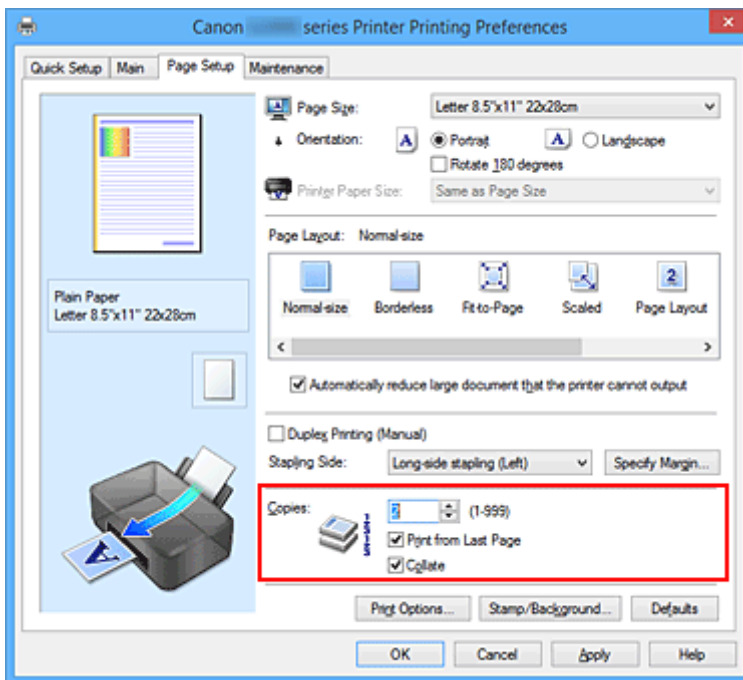 Canon series Printer Printing Preferences
Quick Setup Main Page Setup Maintenance
Page Size: Letter 8.5"x11" 22x28cm
Orientation: A Portrait A Landscape
Rotate 180 degrees
Printer Paper Size: Same as Page Size
Page Layout: Normal-size
Normal-size Borderless Fit-to-Page Scaled Page Layout
Automatically reduce large document that the printer cannot output
Plain Paper
Letter 8.5"x11" 22x28cm
Duplex Printing (Manual)
Stapling Side: Long-side stapling (Left) Specify Margin...
Copies: 2 (1-999)
Print from Last Page
Collate
Print Options... Stamp/Background... Defaults
OK Cancel Apply Help